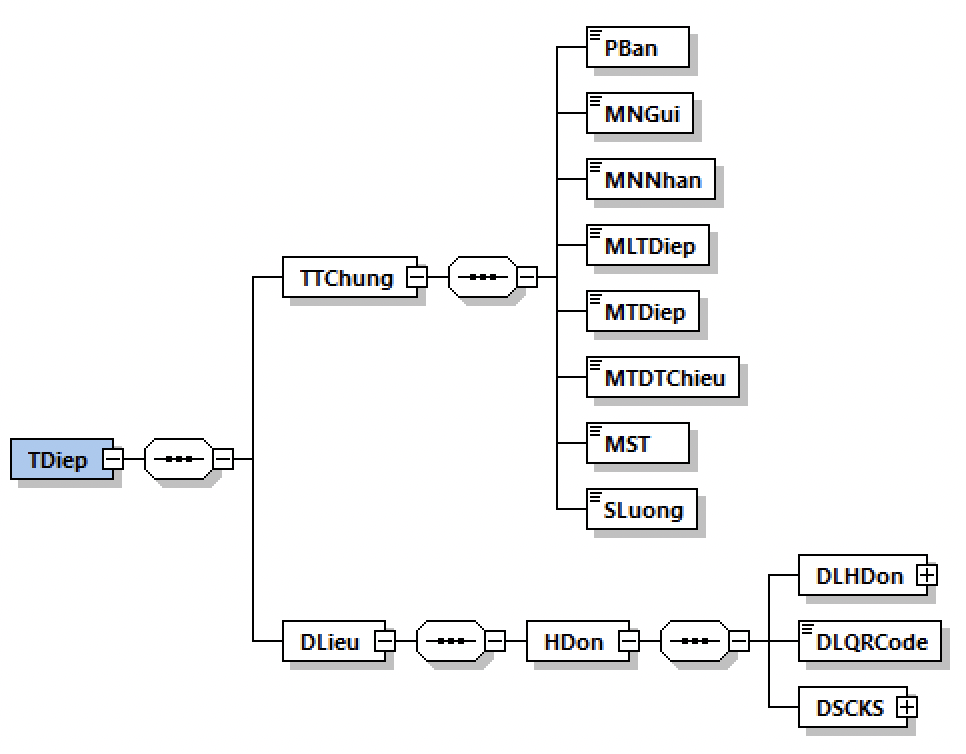 PBan
MNGui
MNNhan
MLTDiep
TTChung
MTDiep
MTDTChieu
MST
TDiep
SLuong
DLHDon
DLieu
HDon
DLQRCode
DSCKS